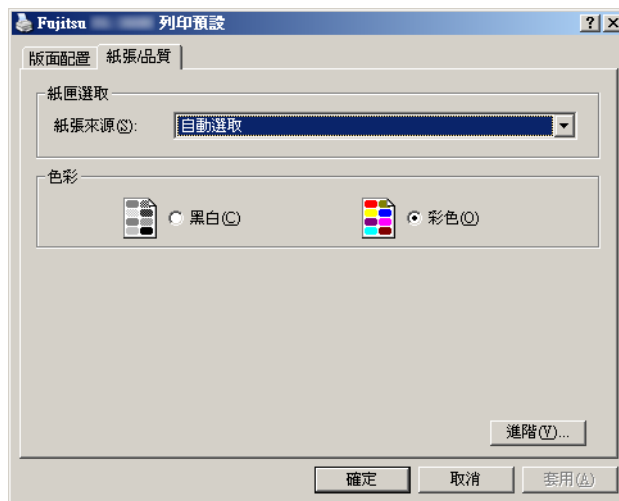 Fujitsu 列印預設
版面配置 紙張/品質
紙匣選取
紙張來源(S): 自動選取
色彩
黑白(C) 彩色(O)
進階(V)...
確定 取消 套用(A)